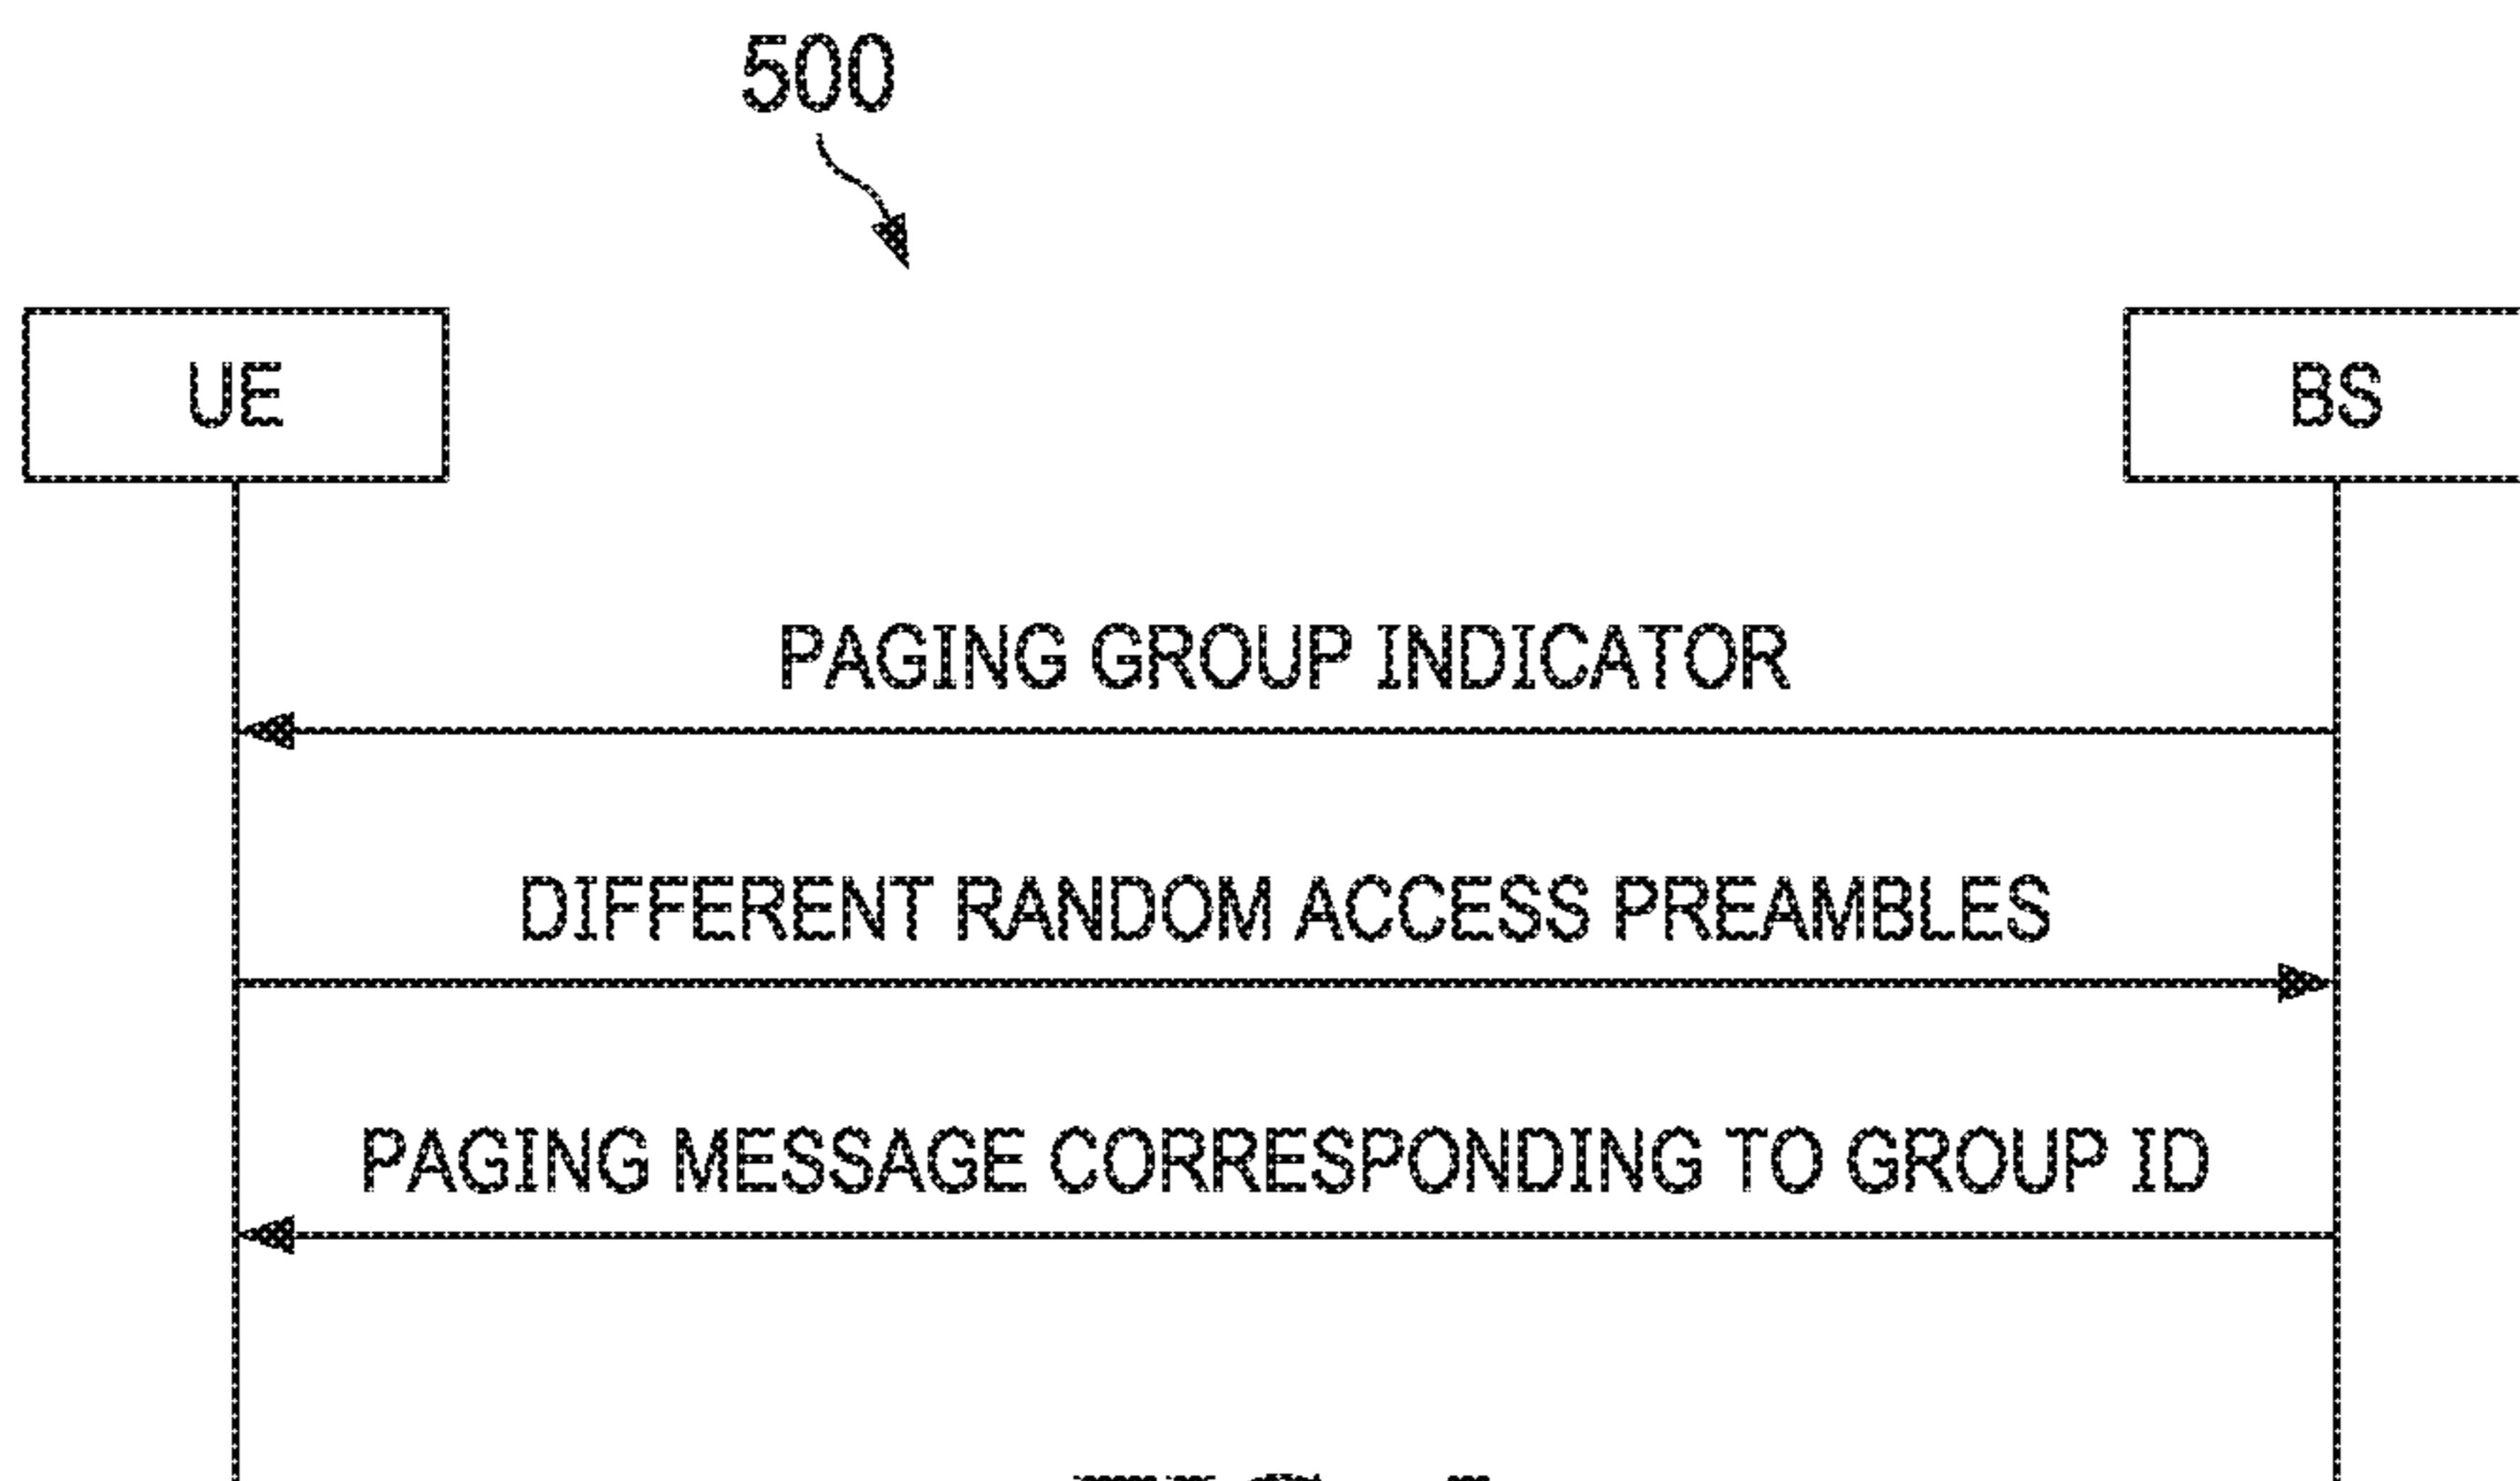 500
UE
BS
PAGING GROUP INDICATOR
DIFFERENT RANDOM ACCESS PREAMBLES
PAGING MESSAGE CORRESPONDING TO GROUP ID